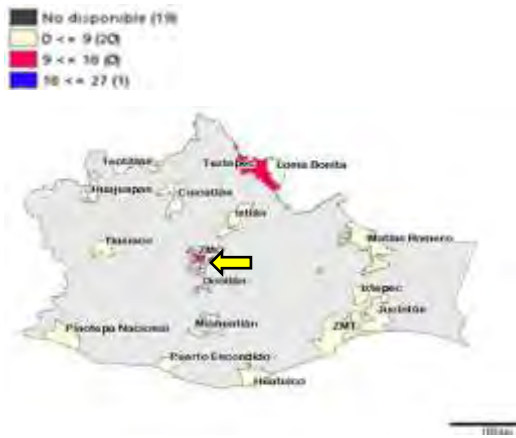 No disponible (19)
0 <= 9 (20)
9 <= 18 (0)
18 <= 27 (1)
Teotitlán
Tuxtepec
Loma Bonita
Huajuapan
Cuicatlán
Ixtlán
Tlaxiaco
Matías Romero
Ocotlán
Ixtepec
Juchitán
Pinotepa Nacional
Miahuatlán
ZMT
Puerto Escondido
Huatulco